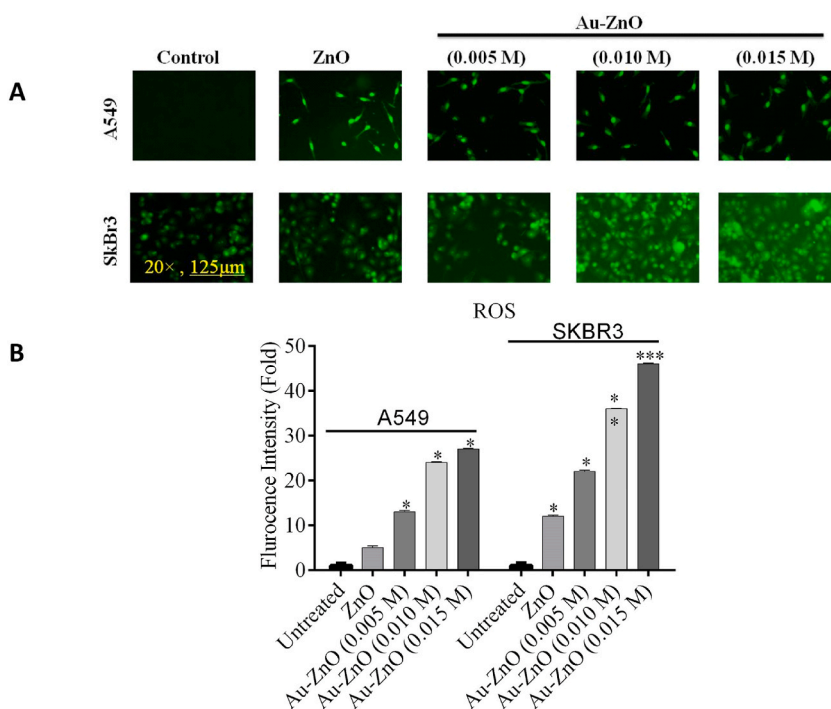 Au-ZnO
Control ZnO (0.005 M) (0.010 M) (0.015 M)
A
A549
SkBr3
20× , 125µm
B
ROS
SKBR3
A549
Flurocence Intensity (Fold)
50
40
30
20
10
0
* * * * * * * ***
Untreated
ZnO
Au-ZnO (0.005 M)
Au-ZnO (0.010 M)
Au-ZnO (0.015 M)
Untreated
ZnO
Au-ZnO (0.005 M)
Au-ZnO (0.010 M)
Au-ZnO (0.015 M)